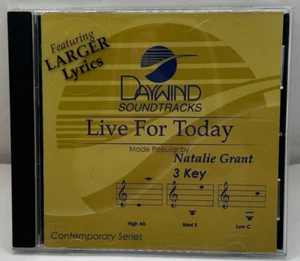 Featuring
LARGER
Lyrics
DAYWIND
SOUNDTRACKS
Live For Today
Made Popular by
Natalie Grant
3 Key
High Ab
Med E
Low C
Contemporary Series